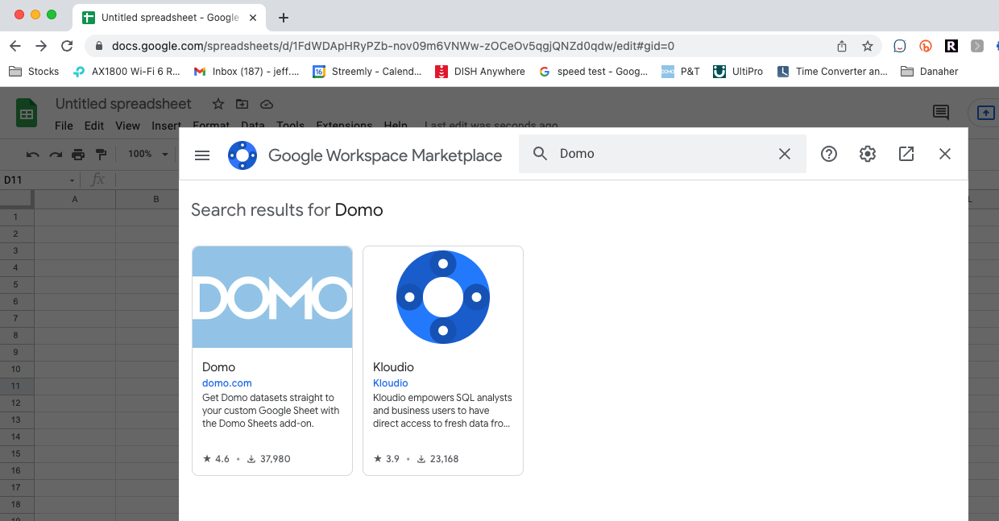 Untitled spreadsheet - Google
docs.google.com/spreadsheets/d/1FdWDApHRyPZb-nov09m6VNWw-zOCeOv5qgjQNZd0qdw/edit#gid=0
Stocks AX1800 Wi-Fi 6 R... Inbox (187) - jeff.... 16 Streemly - Calend... DISH Anywhere speed test - Goog... DOMO P&T UltiPro Time Converter an... Danaher
Untitled spreadsheet
File Edit View Insert Format Data Tools Extensions Help Last edit was seconds ago
100%
Google Workspace Marketplace
Domo
D11 fx
A B L
Search results for Domo
1
2
3
4
5
6
7
8
9
10
11
12
13
14
15
16
17
18
19
DOMO
Domo
domo.com
Get Domo datasets straight to
your custom Google Sheet with
the Domo Sheets add-on.
★ 4.6 • 37,980
Kloudio
Kloudio
Kloudio empowers SQL analysts
and business users to have
direct access to fresh data fro...
★ 3.9 • 23,168